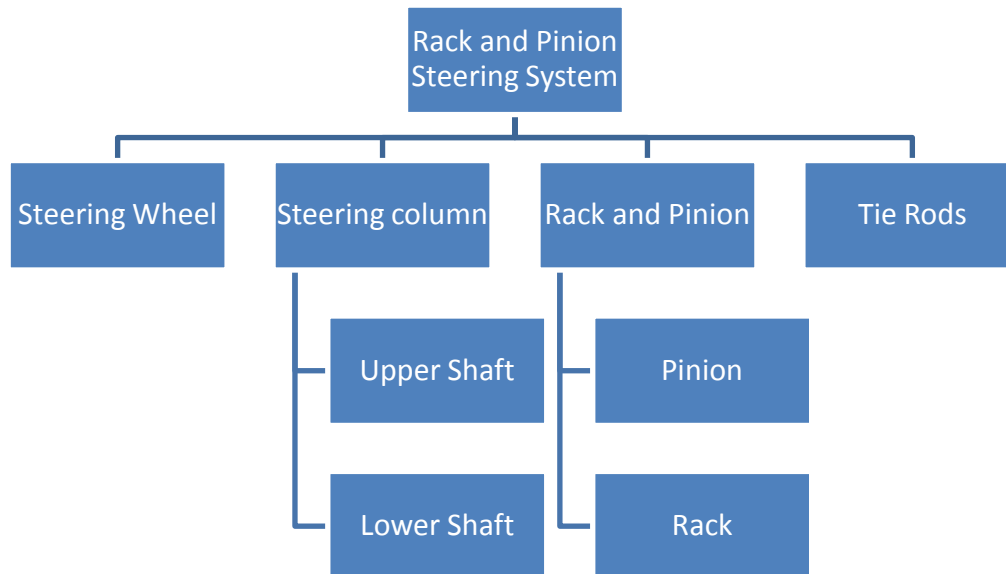 Rack and Pinion
Steering System
Steering Wheel
Steering column
Rack and Pinion
Tie Rods
Upper Shaft
Pinion
Lower Shaft
Rack